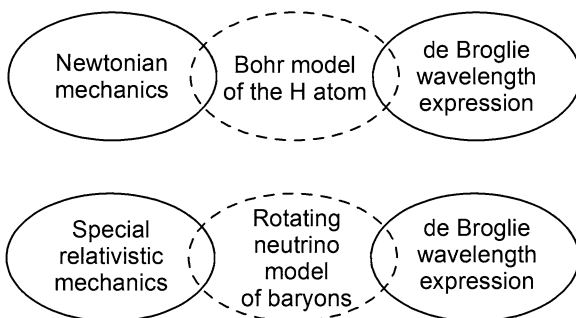 Newtonian
mechanics
Bohr model
of the H atom
de Broglie
wavelength
expression
Special
relativistic
mechanics
Rotating
neutrino
model
of baryons
de Broglie
wavelength
expression